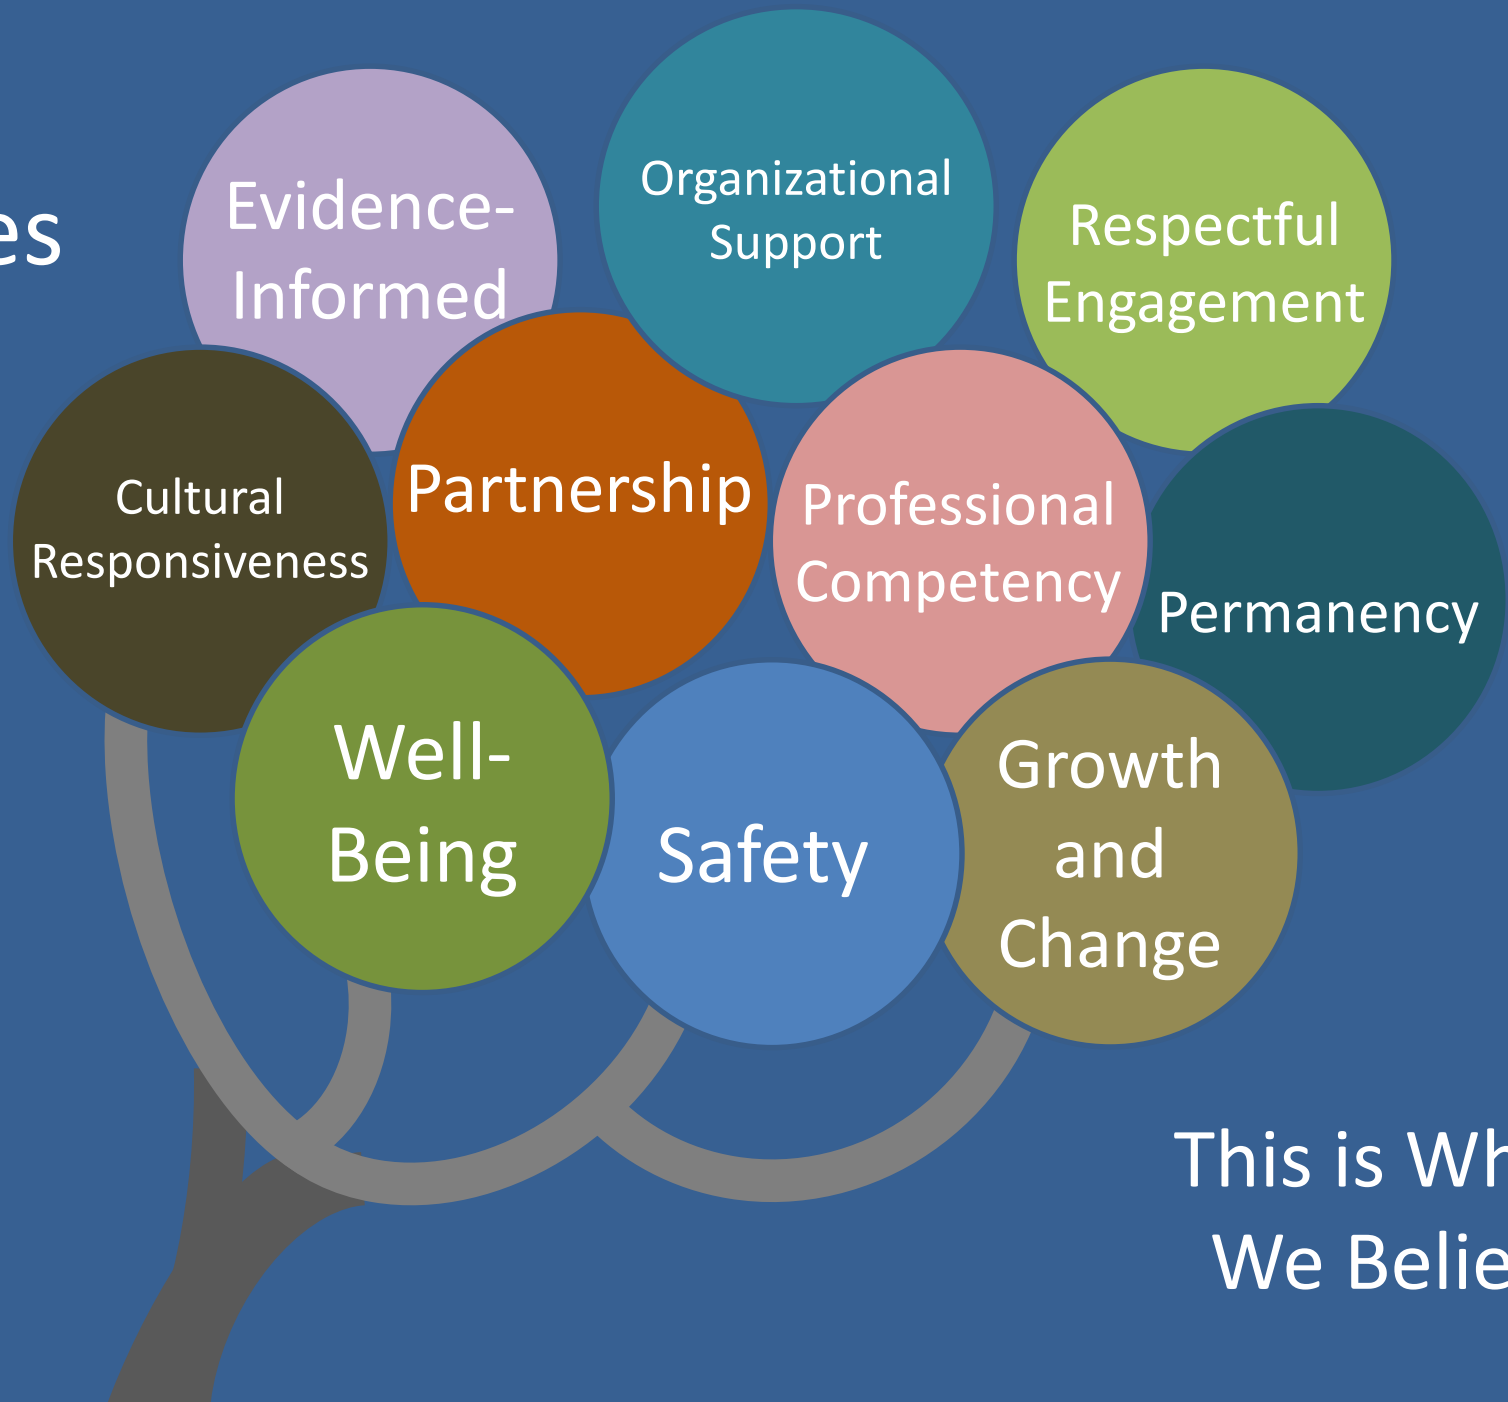 es
Evidence-
Informed
Organizational
Support
Respectful
Engagement
Cultural
Responsiveness
Partnership
Professional
Competency
Permanency
Well-
Being
Safety
Growth
and
Change
This is Wh
We Belie